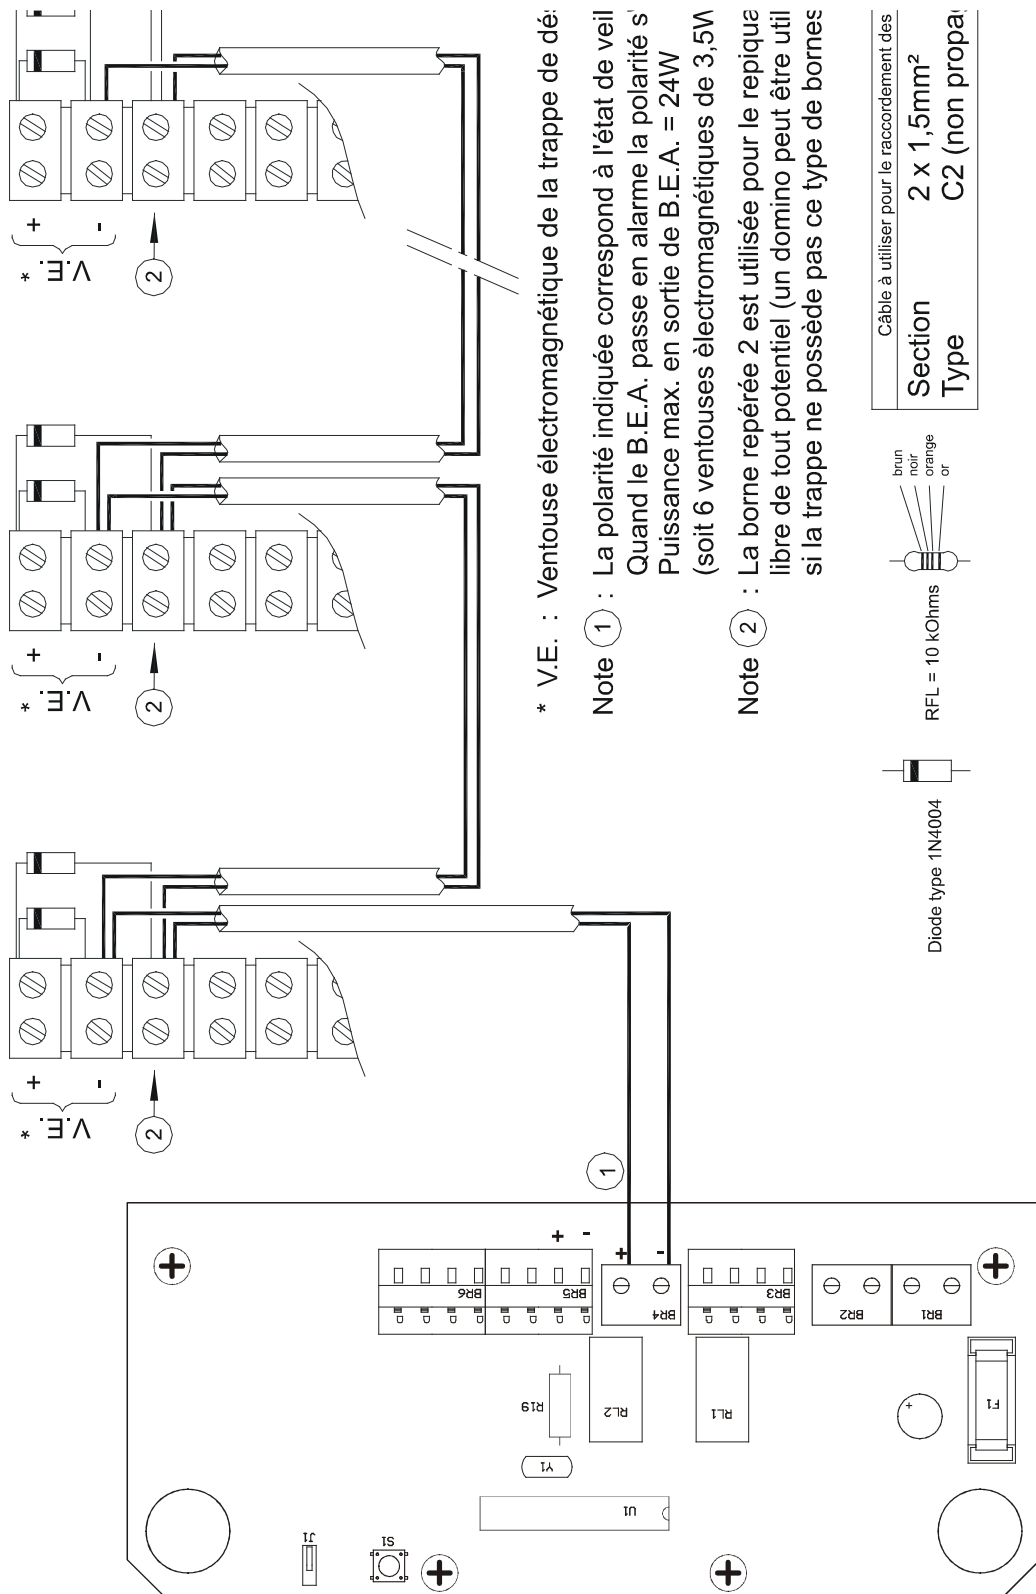 +
-
V.E. *
2
+
-
V.E. *
2
+
-
V.E. *
2
* V.E. : Ventouse électromagnétique de la trappe de dés
Note 1 : La polarité indiquée correspond à l'état de veil
Quand le B.E.A. passe en alarme la polarité s'
Puissance max. en sortie de B.E.A. = 24W
(soit 6 ventouses èlectromagnétiques de 3,5W
Note 2 : La borne repérée 2 est utilisée pour le repiqua
libre de tout potentiel (un domino peut être util
si la trappe ne possède pas ce type de bornes
Câble à utiliser pour le raccordement des
Section 2 x 1,5mm²
Type C2 (non propag
brun
noir
orange
or
RFL = 10 kOhms
Diode type 1N4004
1
+
-
+
-
BR6
BR5
BR4
BR3
BR2
BR1
R19
RL2
RL1
F1
+
Y1
U1
J1
S1